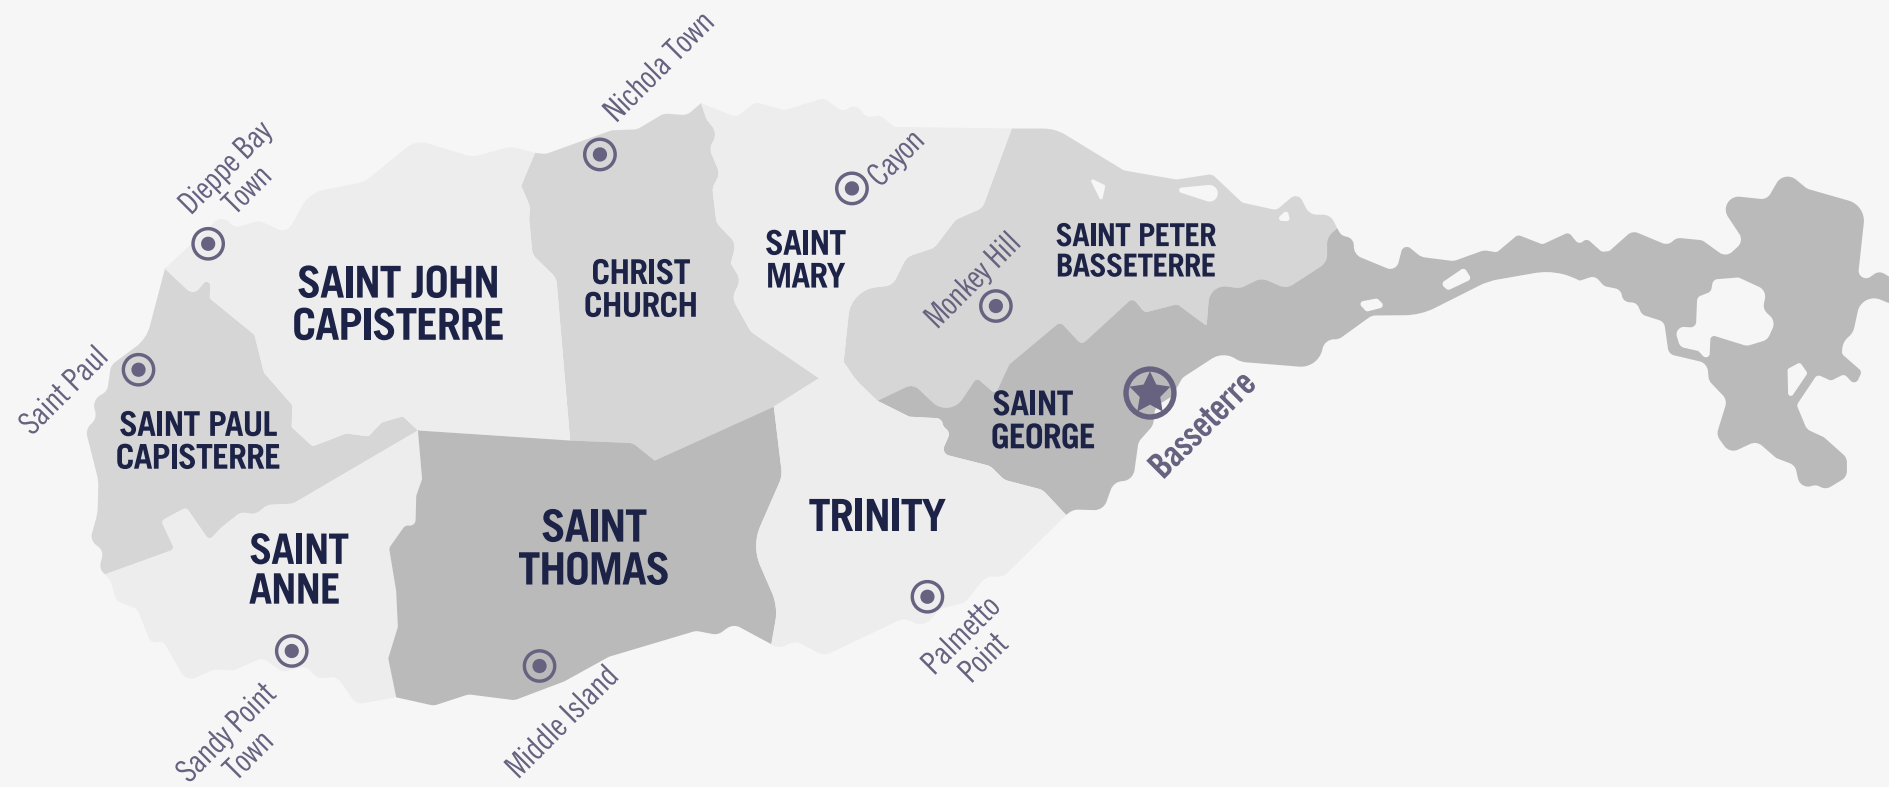 Nichola Town
Dieppe Bay
Town
Cayon
SAINT JOHN
CAPISTERRE
CHRIST
CHURCH
SAINT
MARY
Monkey Hill
SAINT PETER
BASSETERRE
Saint Paul
SAINT PAUL
CAPISTERRE
SAINT
GEORGE
Basseterre
SAINT
ANNE
SAINT
THOMAS
TRINITY
Palmetto
Point
Sandy Point
Town
Middle Island